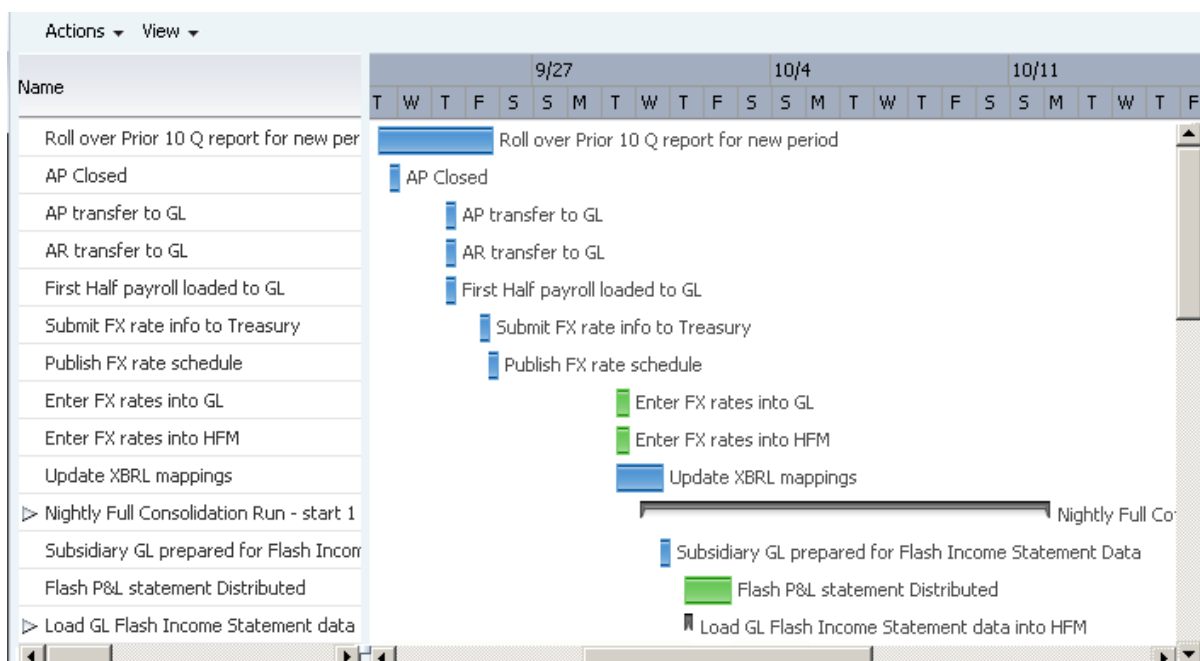 Actions View
9/27 10/4 10/11
Name
T W T F S S M T W T F S S M T W T F S S M T W T F
Roll over Prior 10 Q report for new per Roll over Prior 10 Q report for new period
AP Closed AP Closed
AP transfer to GL AP transfer to GL
AR transfer to GL AR transfer to GL
First Half payroll loaded to GL First Half payroll loaded to GL
Submit FX rate info to Treasury Submit FX rate info to Treasury
Publish FX rate schedule Publish FX rate schedule
Enter FX rates into GL Enter FX rates into GL
Enter FX rates into HFM Enter FX rates into HFM
Update XBRL mappings Update XBRL mappings
Nightly Full Consolidation Run - start 1 Nightly Full Co
Subsidiary GL prepared for Flash Incom Subsidiary GL prepared for Flash Income Statement Data
Flash P&L statement Distributed Flash P&L statement Distributed
Load GL Flash Income Statement data Load GL Flash Income Statement data into HFM